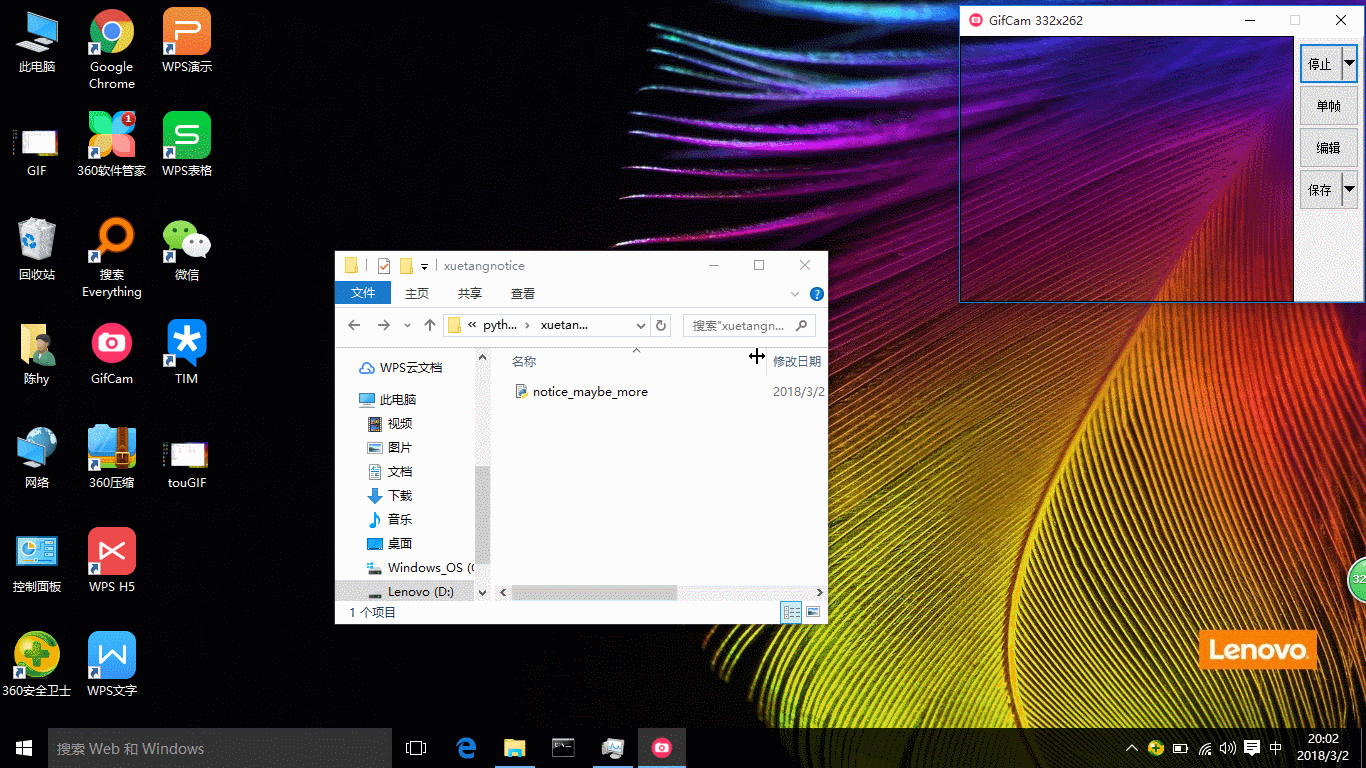 此电脑
Google
Chrome
WPS演示
GIF
1
360软件管家
WPS表格
回收站
搜索
Everything
微信
陈hy
GifCam
TIM
网络
360压缩
touGIF
控制面板
WPS H5
360安全卫士
WPS文字
xuetangnotice
文件
主页
共享
查看
« pyth... › xuetan...
搜索"xuetangn...
WPS云文档
此电脑
视频
图片
文档
下载
音乐
桌面
Windows_OS (C
Lenovo (D:)
名称
修改日期
notice_maybe_more
2018/3/2
1 个项目
GifCam 332x262
停止
单帧
编辑
保存
32
Lenovo
搜索 Web 和 Windows
中
20:02
2018/3/2